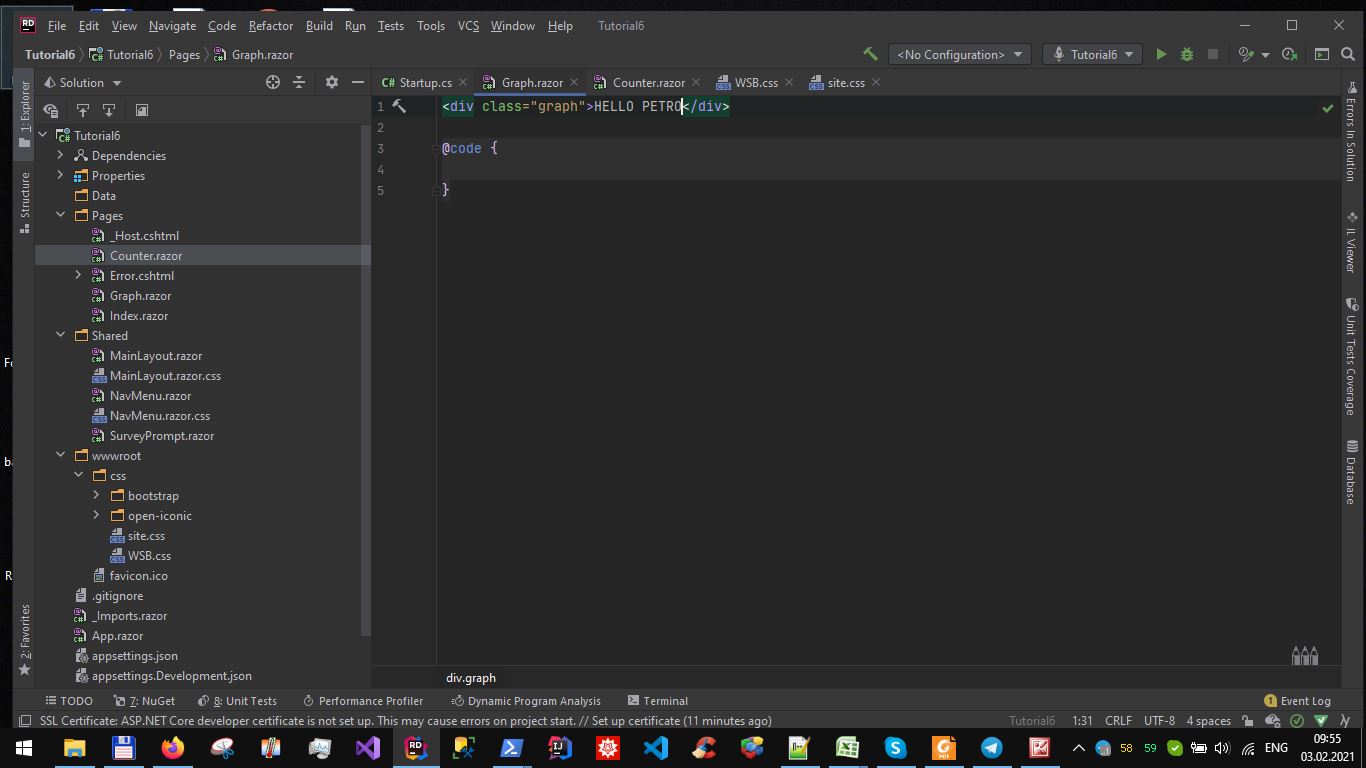 File Edit View Navigate Code Refactor Build Run Tests Tools VCS Window Help Tutorial6
Tutorial6 Tutorial6 Pages Graph.razor <No Configuration> Tutorial6
Solution Startup.cs Graph.razor Counter.razor WSB.css site.css
1: Explorer
Structure
2: Favorites
Tutorial6
Dependencies
Properties
Data
Pages
_Host.cshtml
Counter.razor
Error.cshtml
Graph.razor
Index.razor
Shared
MainLayout.razor
MainLayout.razor.css
NavMenu.razor
NavMenu.razor.css
SurveyPrompt.razor
wwwroot
css
bootstrap
open-iconic
site.css
WSB.css
favicon.ico
.gitignore
_Imports.razor
App.razor
appsettings.json
appsettings.Development.json
1 <div class="graph">HELLO PETRO</div>
2
3 @code {
4
5 }
div.graph
Errors In Solution
IL Viewer
Unit Tests Coverage
Database
TODO 7: NuGet 8: Unit Tests Performance Profiler Dynamic Program Analysis Terminal 1 Event Log
SSL Certificate: ASP.NET Core developer certificate is not set up. This may cause errors on project start. // Set up certificate (11 minutes ago) Tutorial6 1:31 CRLF UTF-8 4 spaces
58 59 ENG 09:55
03.02.2021